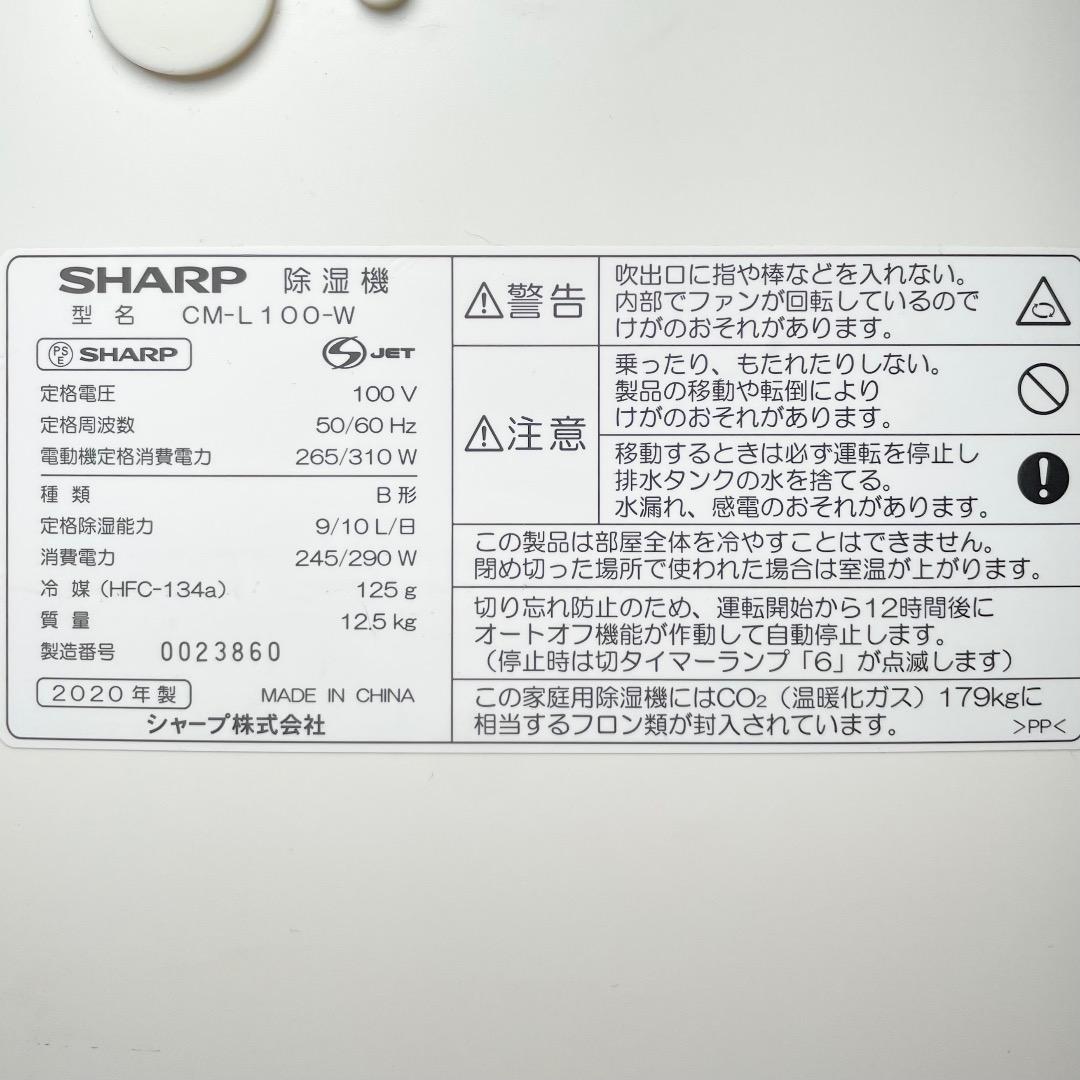 SHARP 除湿機
型名 CM-L100-W
PSE SHARP S JET
定格電圧 100 V
定格周波数 50/60 Hz
電動機定格消費電力 265/310 W
種類 B形
定格除湿能力 9/10 L/日
消費電力 245/290 W
冷媒（HFC-134a） 125 g
質量 12.5 kg
製造番号 0023860
2020年製 MADE IN CHINA
シャープ株式会社
警告
吹出口に指や棒などを入れない。
内部でファンが回転しているので
けがのおそれがあります。
注意
乗ったり、もたれたりしない。
製品の移動や転倒により
けがのおそれがあります。
移動するときは必ず運転を停止し
排水タンクの水を捨てる。
水漏れ、感電のおそれがあります。
この製品は部屋全体を冷やすことはできません。
閉め切った場所で使われた場合は室温が上がります。
切り忘れ防止のため、運転開始から12時間後に
オートオフ機能が作動して自動停止します。
（停止時は切タイマーランプ「6」が点滅します）
この家庭用除湿機にはCO₂（温暖化ガス）179kgに
相当するフロン類が封入されています。
>PP<